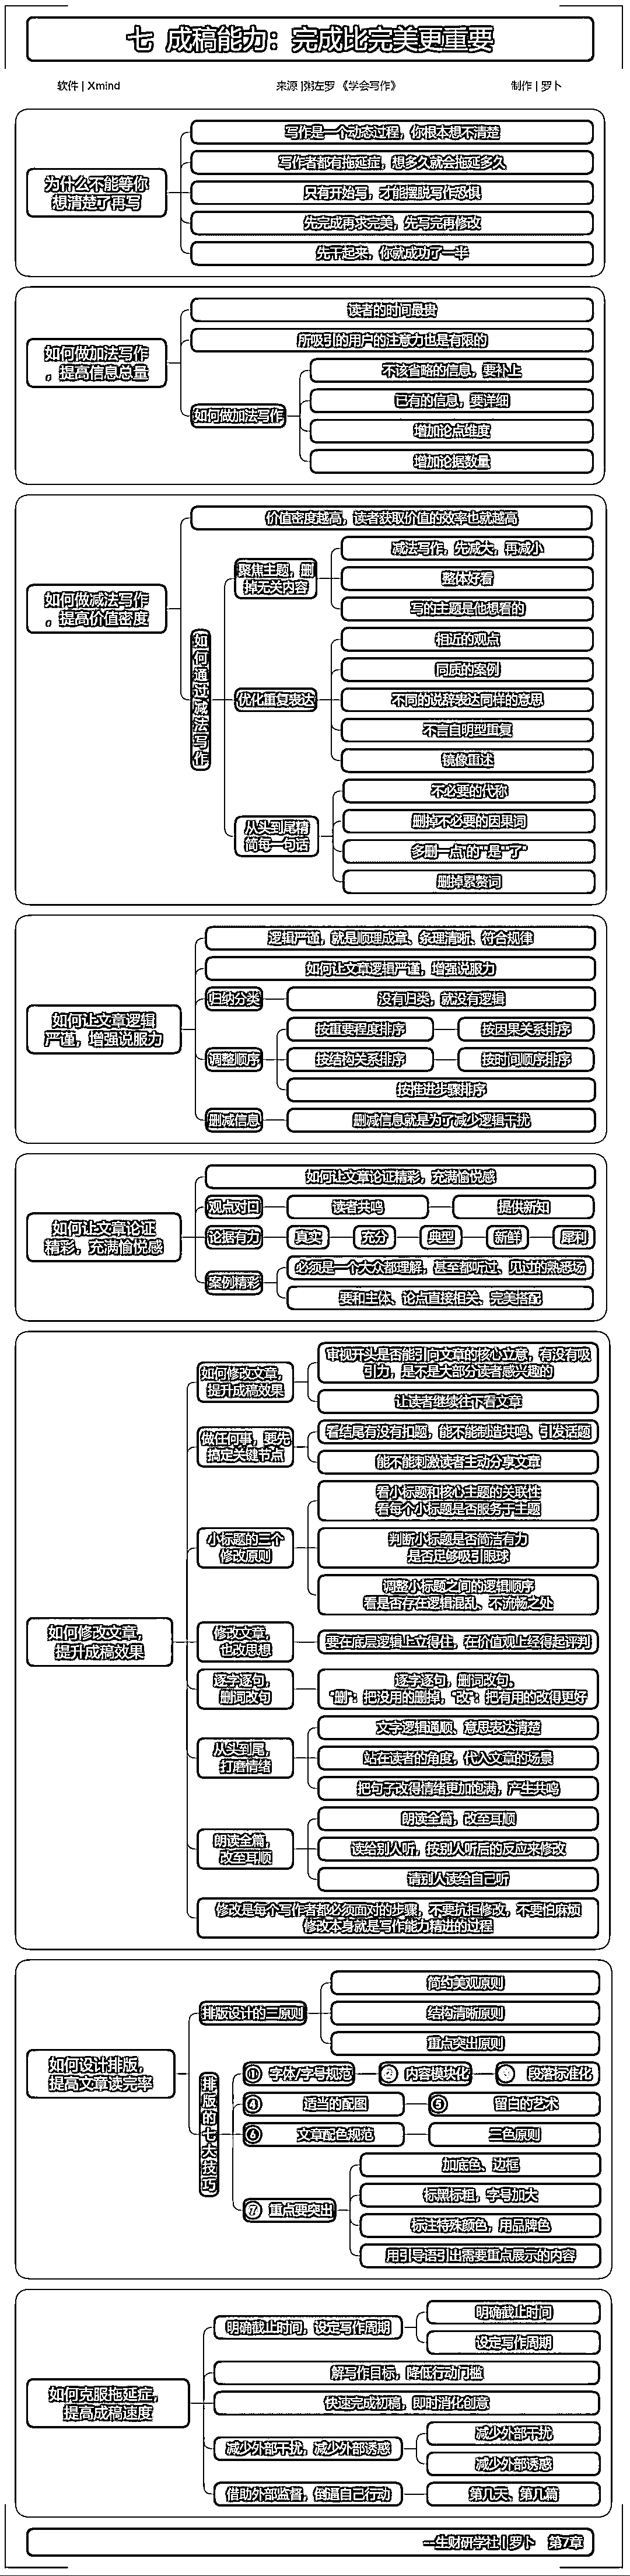 七 成稿能力：完成比完美更重要
软件 | Xmind
来源 |粥左罗 《学会写作》
制作 | 罗卜
为什么不能等你
想清楚了再写
写作是一个动态过程，你根本想不清楚
写作者都有拖延症，想多久就会拖延多久
只有开始写，才能摆脱写作恐惧
先完成再求完美，先写完再修改
先干起来，你就成功了一半
如何做加法写作
，提高信息总量
读者的时间最贵
所吸引的用户的注意力也是有限的
如何做加法写作
不该省略的信息，要补上
已有的信息，要详细
增加论点维度
增加论据数量
如何做减法写作
，提高价值密度
价值密度越高，读者获取价值的效率也就越高
如何通过减法写作
聚焦主题，删
掉无关内容
减法写作，先减大，再减小
整体好看
写的主题是他想看的
优化重复表达
相近的观点
同质的案例
不同的说辞表达同样的意思
不言自明型重复
镜像重述
从头到尾精
简每一句话
不必要的代称
删掉不必要的因果词
多删一点的"是""了"
删掉累赘词
如何让文章逻辑
严谨，增强说服力
逻辑严谨，就是顺理成章、条理清晰、符合规律
如何让文章逻辑严谨，增强说服力
归纳分类
没有归类，就没有逻辑
调整顺序
按重要程度排序
按因果关系排序
按结构关系排序
按时间顺序排序
按推进步骤排序
删减信息
删减信息就是为了减少逻辑干扰
如何让文章论证
精彩，充满愉悦感
如何让文章论证精彩，充满愉悦感
观点对口
读者共鸣
提供新知
论据有力
真实
充分
典型
新鲜
犀利
案例精彩
必须是一个大众都理解，甚至都听过、见过的熟悉场
要和主体、论点直接相关、完美搭配
如何修改文章，
提升成稿效果
如何修改文章，
提升成稿效果
审视开头是否能引向文章的核心立意，有没有吸
引力，是不是大部分读者感兴趣的
让读者继续往下看文章
做任何事，更先
搞定关键节点
看结尾有没有扣题，能不能制造共鸣、引发话题
能不能刺激读者主动分享文章
小标题的三个
修改原则
看小标题和核心主题的关联性
看每个小标题是否服务于主题
判断小标题是否简洁有力
是否足够吸引眼球
调整小标题之间的逻辑顺序
看是否存在逻辑混乱、不流畅之处
修改文章，
也改思想
要在底层逻辑上立得住，在价值观上经得起评判
逐字逐句，
删词改句
逐字逐句，删词改句。
"删"：把没用的删掉，"改"：把有用的改得更好
从头到尾，
打磨情绪
文字逻辑通顺、意思表达清楚
站在读者的角度，代入文章的场景
把句子改得情绪更加饱满，产生共鸣
朗读全篇，
改至耳顺
朗读全篇，改至耳顺
读给别人听，按别人听后的反应来修改
请别人读给自己听
修改是每个写作者都必须面对的步骤，不要抗拒修改，不要怕麻烦
修改本身就是写作能力精进的过程
如何设计排版，
提高文章读完率
排版设计的三原则
简约美观原则
结构清晰原则
重点突出原则
排版的七大技巧
① 字体/字号规范
② 内容模块化
③ 段落标准化
④ 适当的配图
⑤ 留白的艺术
⑥ 文章配色规范
三色原则
⑦ 重点要突出
加底色、边框
标黑标粗，字号加大
标注特殊颜色，用品牌色
用引导语引出需要重点展示的内容
如何克服拖延症，
提高成稿速度
明确截止时间，设定写作周期
明确截止时间
设定写作周期
解写作目标，降低行动门槛
快速完成初稿，即时消化创意
减少外部干扰，减少外部诱惑
减少外部干扰
减少外部诱惑
借助外部监督，倒逼自己行动
第几天、第几篇
—生财研学社 | 罗卜 第7章